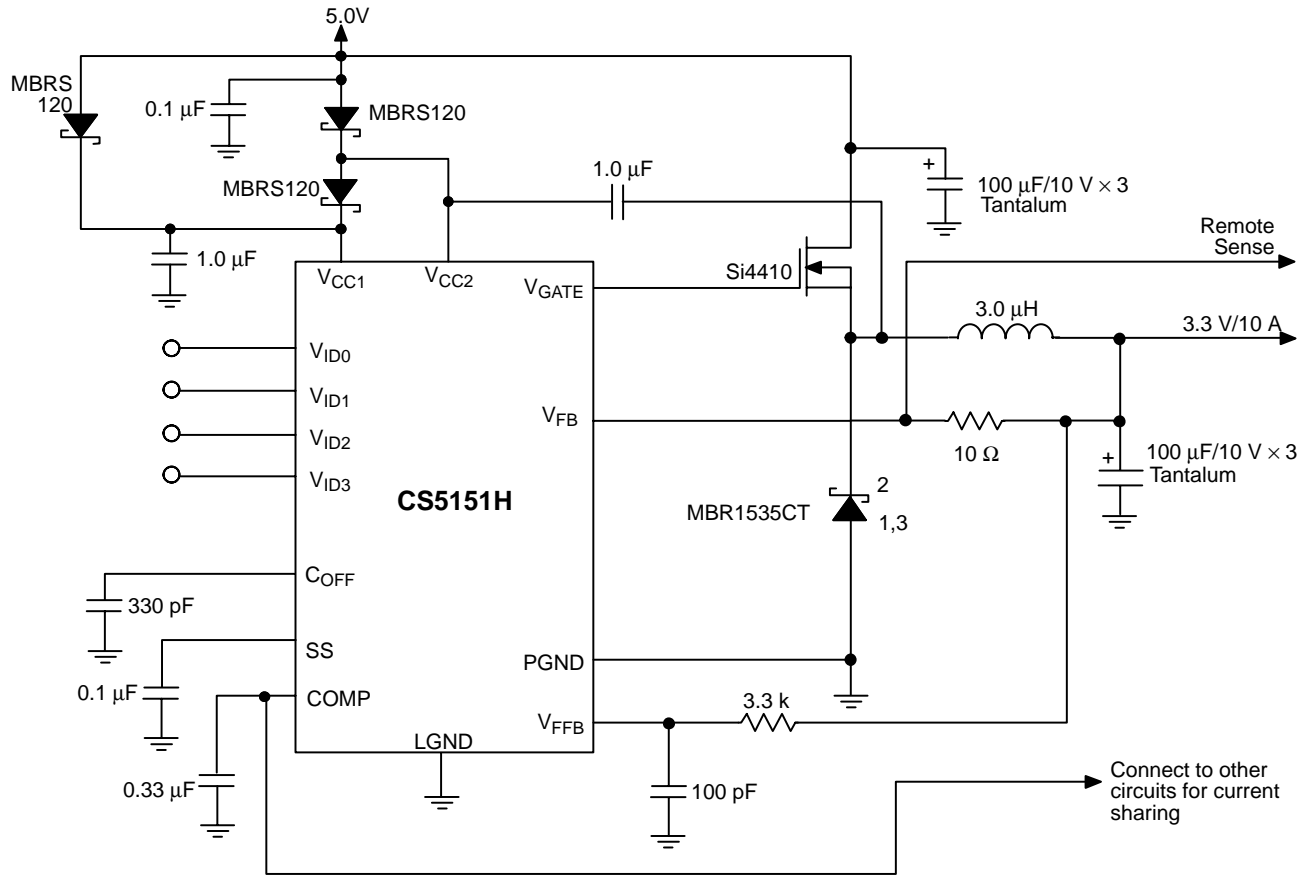 5.0V
MBRS
120
0.1 μF
MBRS120
MBRS120
1.0 μF
1.0 μF
+
100 μF/10 V × 3
Tantalum
Remote
Sense
VCC1
VCC2
VGATE
Si4410
3.0 μH
3.3 V/10 A
VID0
VID1
VID2
VID3
VFB
10 Ω
+
100 μF/10 V × 3
Tantalum
CS5151H
MBR1535CT
2
1,3
COFF
330 pF
SS
0.1 μF
COMP
PGND
3.3 k
VFFB
LGND
0.33 μF
100 pF
Connect to other
circuits for current
sharing